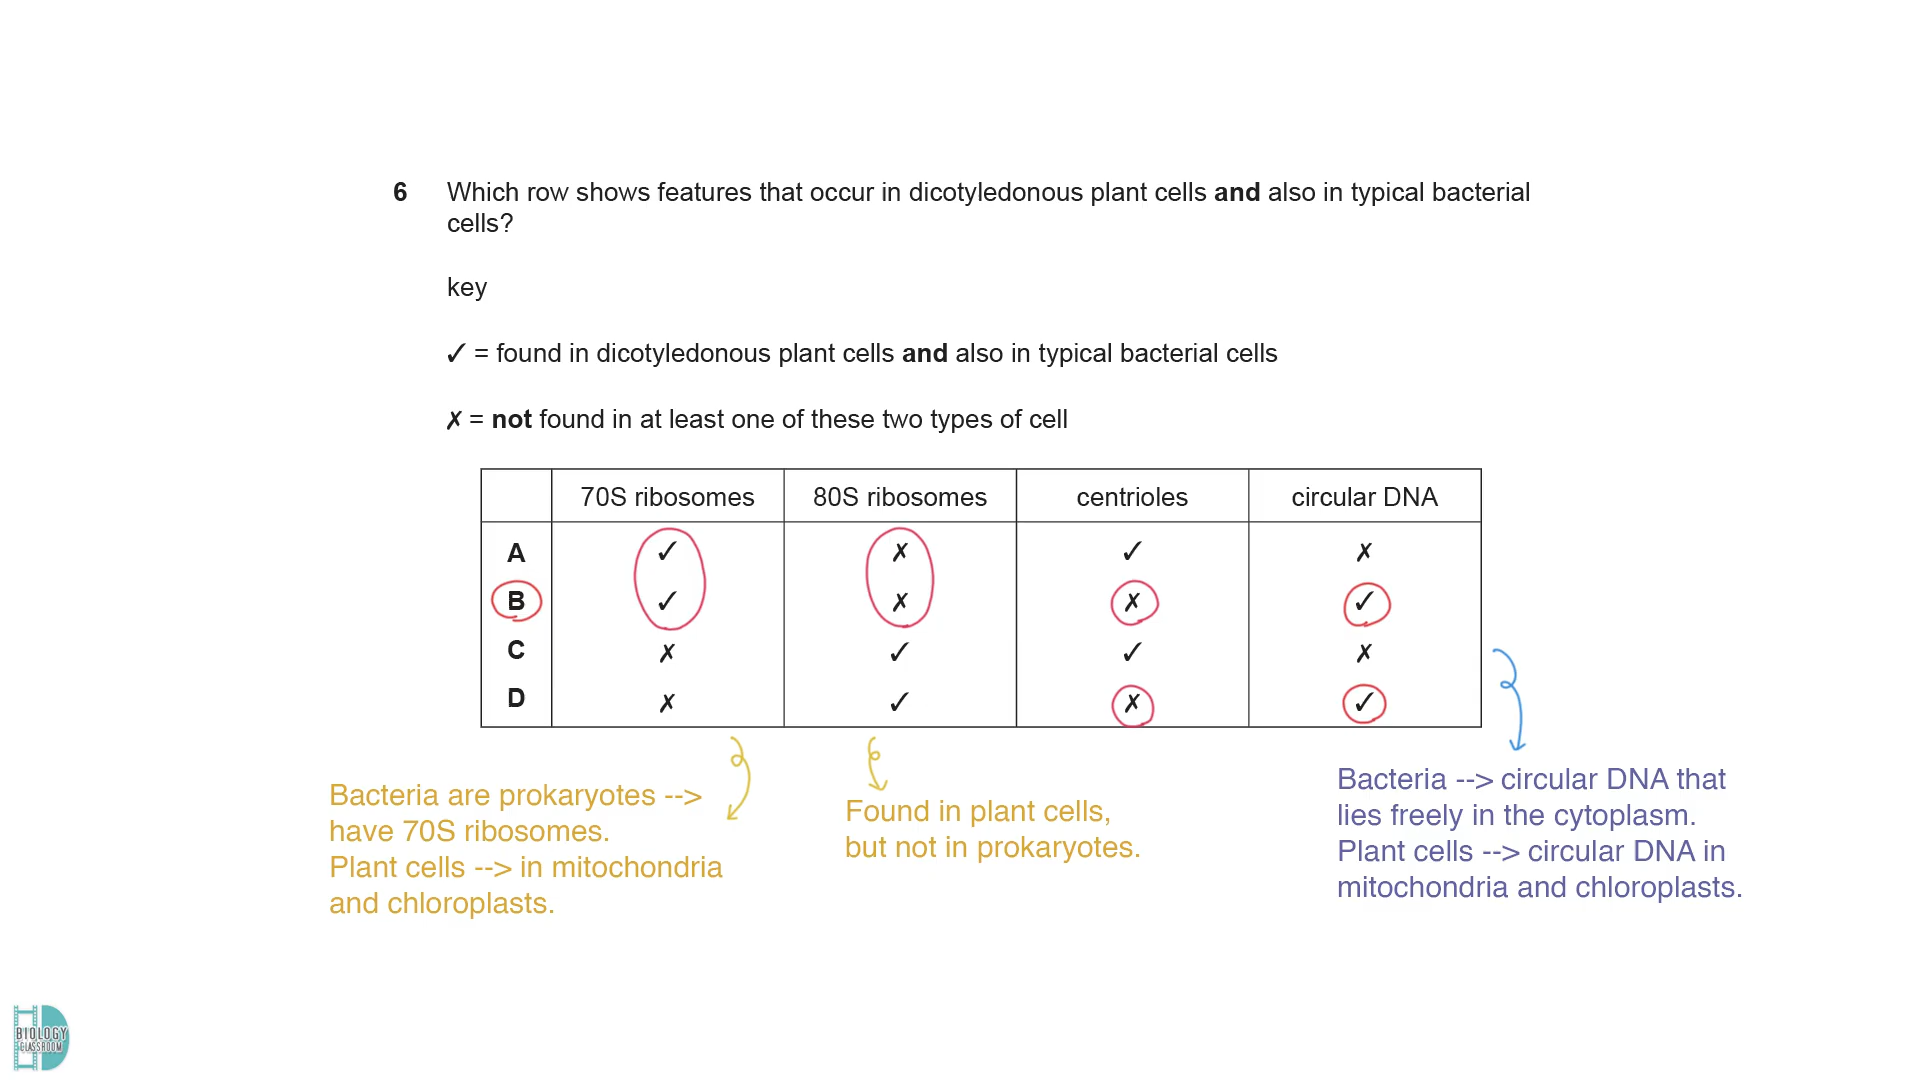 6 Which row shows features that occur in dicotyledonous plant cells and also in typical bacterial
cells?
key
✓ = found in dicotyledonous plant cells and also in typical bacterial cells
✗ = not found in at least one of these two types of cell
70S ribosomes 80S ribosomes centrioles circular DNA
A ✓ ✗ ✓ ✗
B ✓ ✗ ✗ ✓
C ✗ ✓ ✓ ✗
D ✗ ✓ ✗ ✓
Bacteria are prokaryotes -->
have 70S ribosomes.
Plant cells --> in mitochondria
and chloroplasts.
Found in plant cells,
but not in prokaryotes.
Bacteria --> circular DNA that
lies freely in the cytoplasm.
Plant cells --> circular DNA in
mitochondria and chloroplasts.
BIOLOGY
CLASSROOM